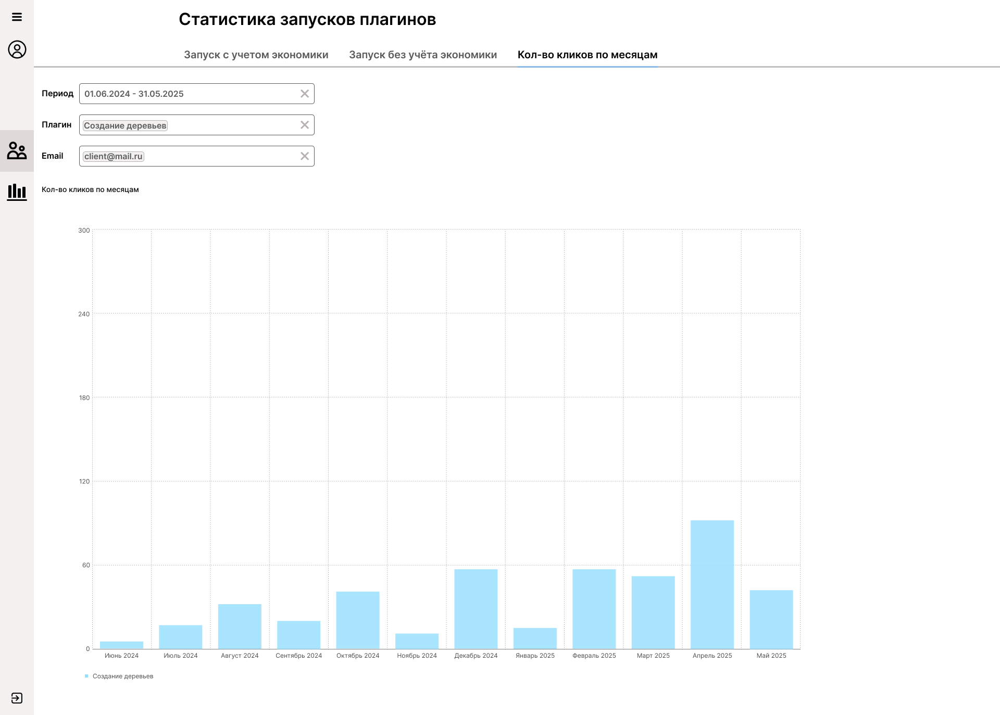 Статистика запусков плагинов
Запуск с учетом экономики Запуск без учёта экономики Кол-во кликов по месяцам
Период 01.06.2024 - 31.05.2025
Плагин Создание деревьев
Email client@mail.ru
Кол-во кликов по месяцам
300
240
180
120
60
0
Июнь 2024 Июль 2024 Август 2024 Сентябрь 2024 Октябрь 2024 Ноябрь 2024 Декабрь 2024 Январь 2025 Февраль 2025 Март 2025 Апрель 2025 Май 2025
Создание деревьев